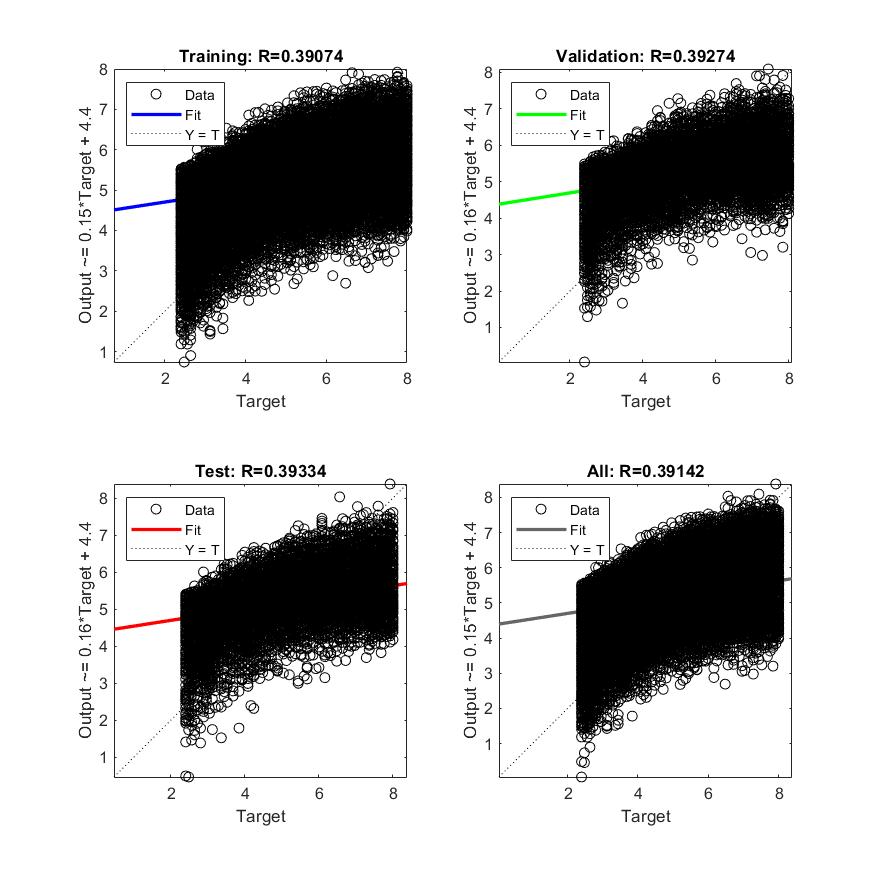 Training: R=0.39074
Output ~= 0.15*Target + 4.4
8
7
6
5
4
3
2
1
Data
Fit
Y = T
2
4
6
8
Target
Validation: R=0.39274
Output ~= 0.16*Target + 4.4
8
7
6
5
4
3
2
1
Data
Fit
Y = T
2
4
6
8
Target
Test: R=0.39334
Output ~= 0.16*Target + 4.4
8
7
6
5
4
3
2
1
Data
Fit
Y = T
2
4
6
8
Target
All: R=0.39142
Output ~= 0.15*Target + 4.4
8
7
6
5
4
3
2
1
Data
Fit
Y = T
2
4
6
8
Target